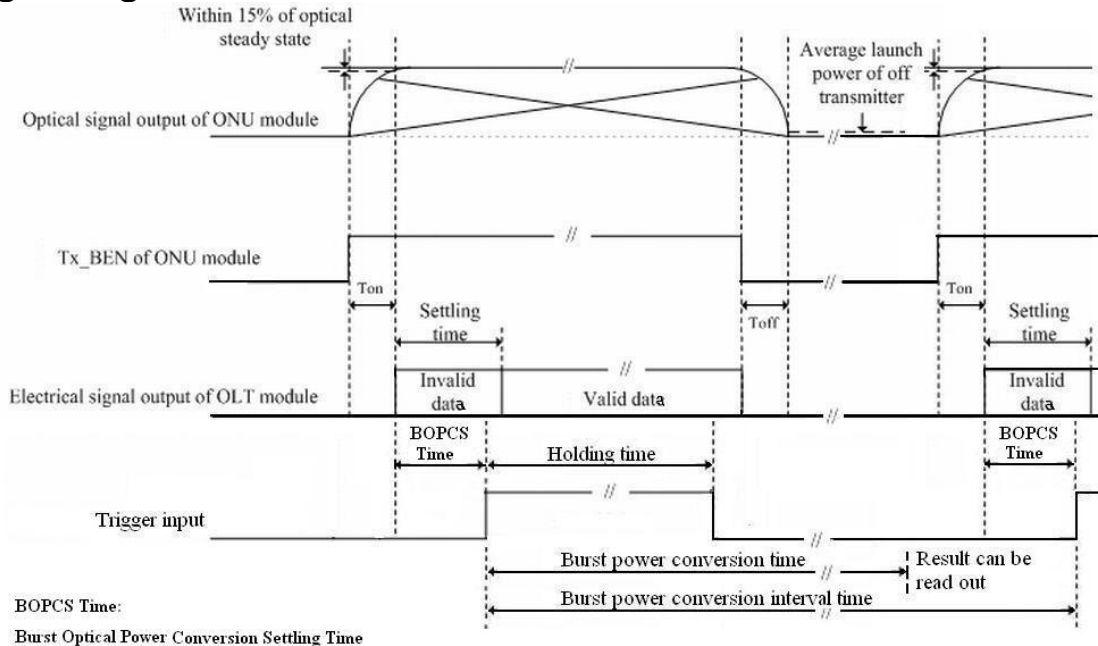 Within 15% of optical
steady state
Average launch
power of off
transmitter
Optical signal output of ONU module
//
//
//
Tx_BEN of ONU module
//
//
Ton
Toff
Ton
Settling
time
Settling
time
Electrical signal output of OLT module
Invalid
data
//
Valid data
//
Invalid
data
BOPCS
Time
Holding time
BOPCS
Time
Trigger input
//
//
Burst power conversion time
//
Result can be
read out
Burst power conversion interval time
//
BOPCS Time:
Burst Optical Power Conversion Settling Time